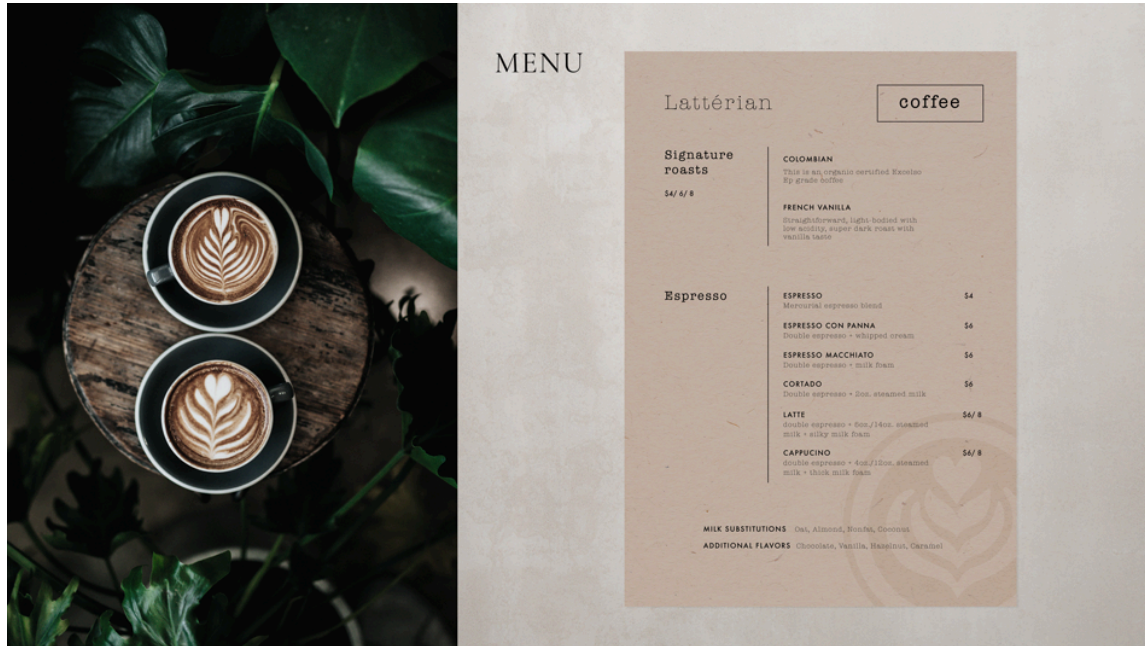 MENU
Lattérian
coffee
Signature
roasts
$4/ 6/ 8
COLOMBIAN
This is an organic certified Excelso
Ep grade coffee
FRENCH VANILLA
Straightforward, light-bodied with
low acidity, super dark roast with
vanilla taste
Espresso
ESPRESSO $4
Mercurial espresso blend
ESPRESSO CON PANNA $6
Double espresso + whipped cream
ESPRESSO MACCHIATO $6
Double espresso + milk foam
CORTADO $6
Double espresso + 2oz. steamed milk
LATTE $6/ 8
double espresso + 6oz./14oz. steamed
milk + silky milk foam
CAPPUCINO $6/ 8
double espresso + 4oz./12oz. steamed
milk + thick milk foam
MILK SUBSTITUTIONS Oat, Almond, Nonfat, Coconut
ADDITIONAL FLAVORS Chocolate, Vanilla, Hazelnut, Caramel